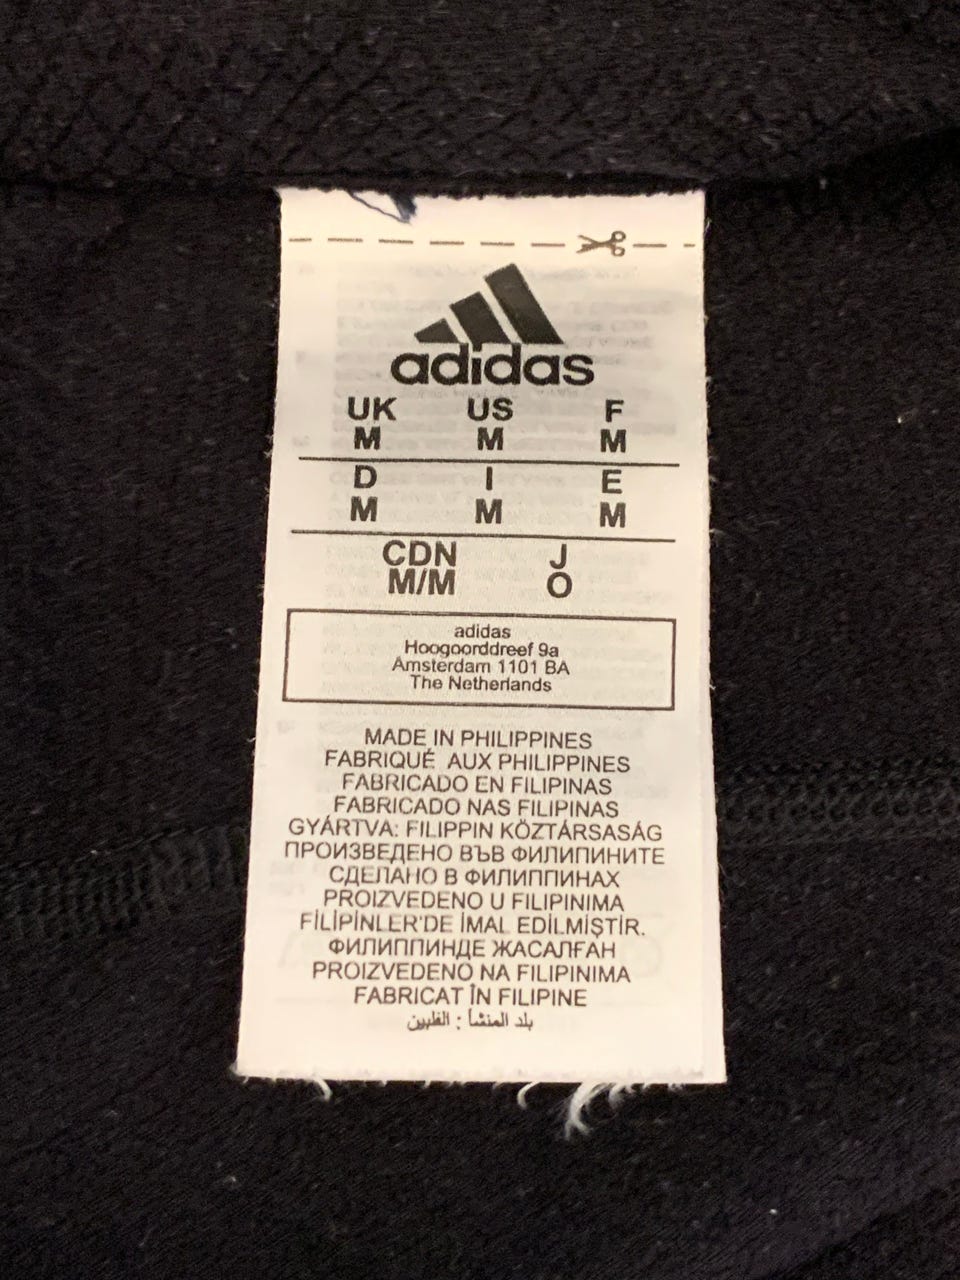 adidas
UK US F
M M M
D I E
M M M
CDN J
M/M O
adidas
Hoogoorddreef 9a
Amsterdam 1101 BA
The Netherlands
MADE IN PHILIPPINES
FABRIQUÉ AUX PHILIPPINES
FABRICADO EN FILIPINAS
FABRICADO NAS FILIPINAS
GYÁRTVA: FILIPPIN KÖZTÁRSASÁG
ПРОИЗВЕДЕНО ВЪВ ФИЛИПИНИТЕ
СДЕЛАНО В ФИЛИППИНАХ
PROIZVEDENO U FILIPINIMA
FİLİPİNLER'DE İMAL EDİLMİŞTİR.
ФИЛИППИНДЕ ЖАСАЛҒАН
PROIZVEDENO NA FILIPINIMA
FABRICAT ÎN FILIPINE
بلد المنشأ : الفلبين